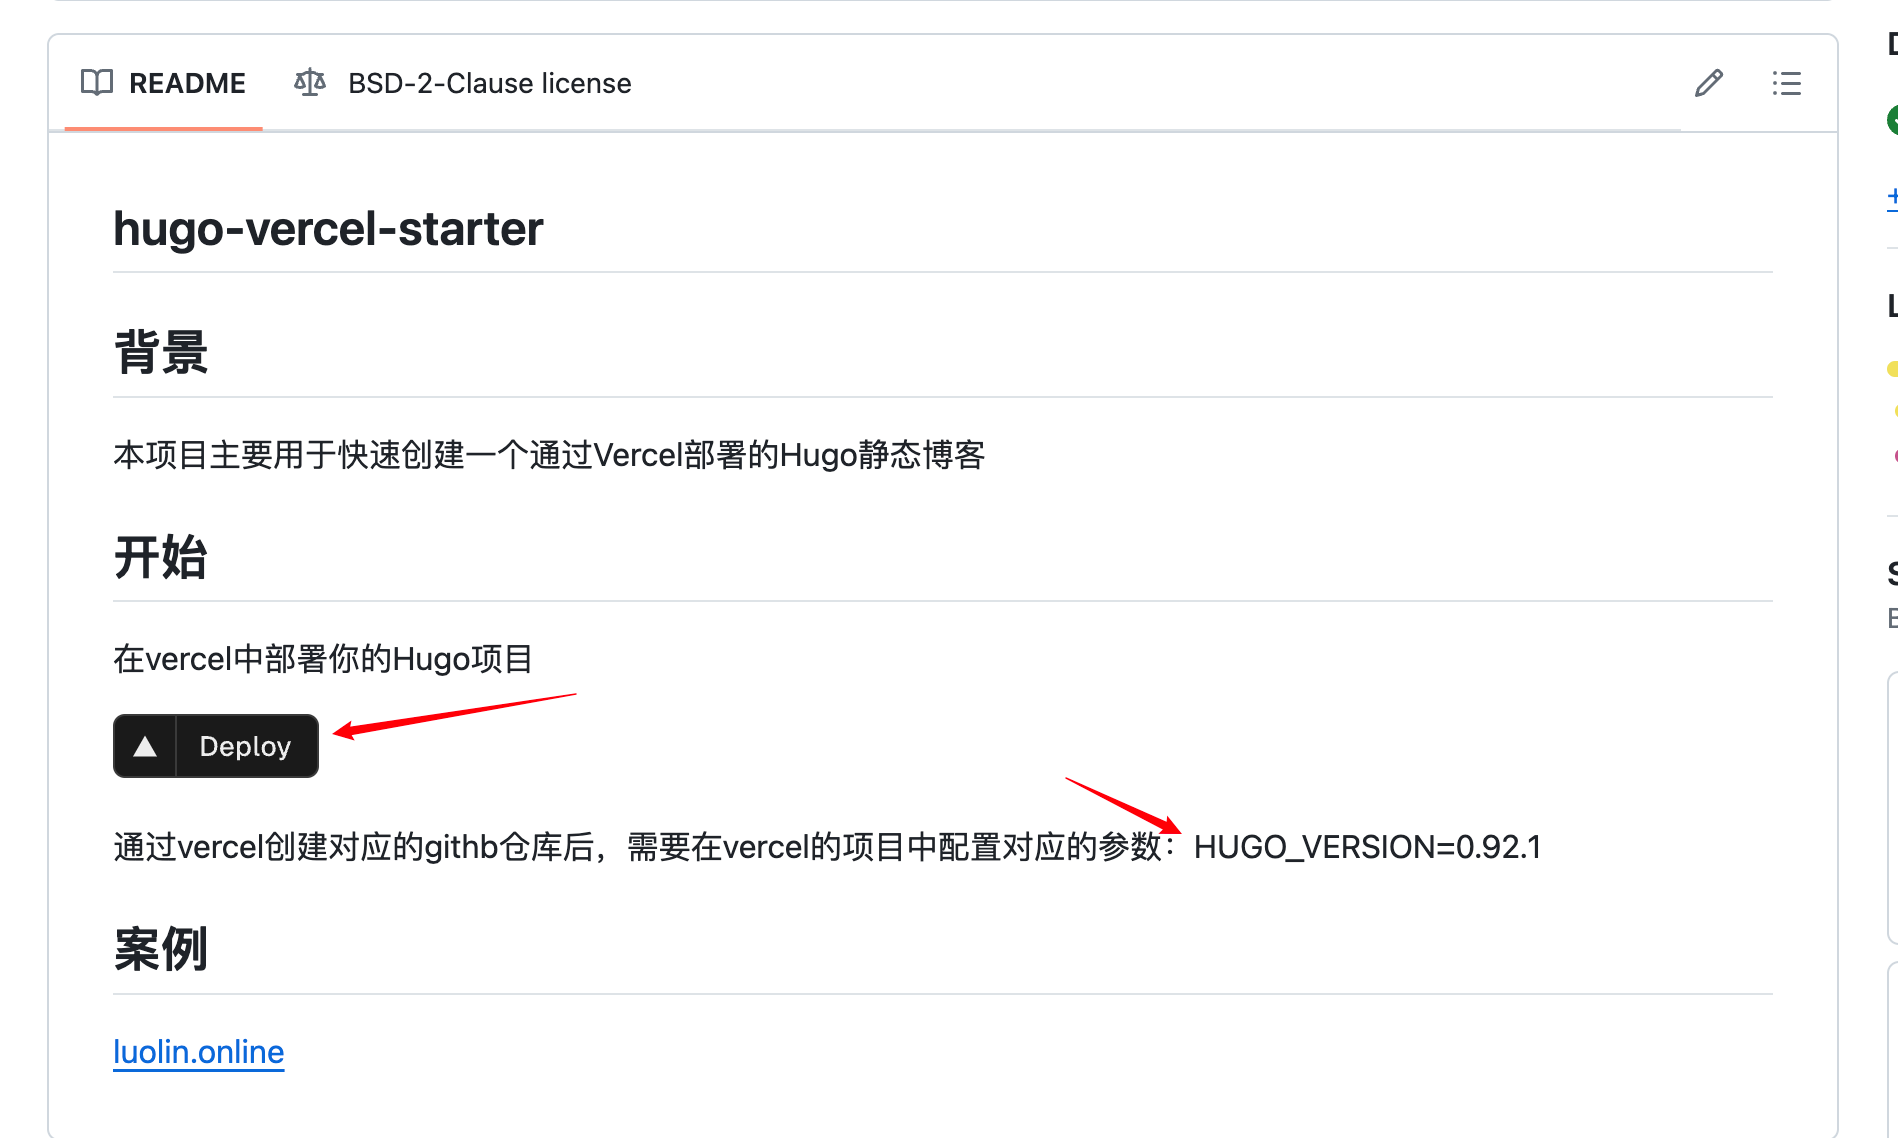 README
BSD-2-Clause license
hugo-vercel-starter
背景
本项目主要用于快速创建一个通过Vercel部署的Hugo静态博客
开始
在vercel中部署你的Hugo项目
Deploy
通过vercel创建对应的githb仓库后，需要在vercel的项目中配置对应的参数：HUGO_VERSION=0.92.1
案例
luolin.online